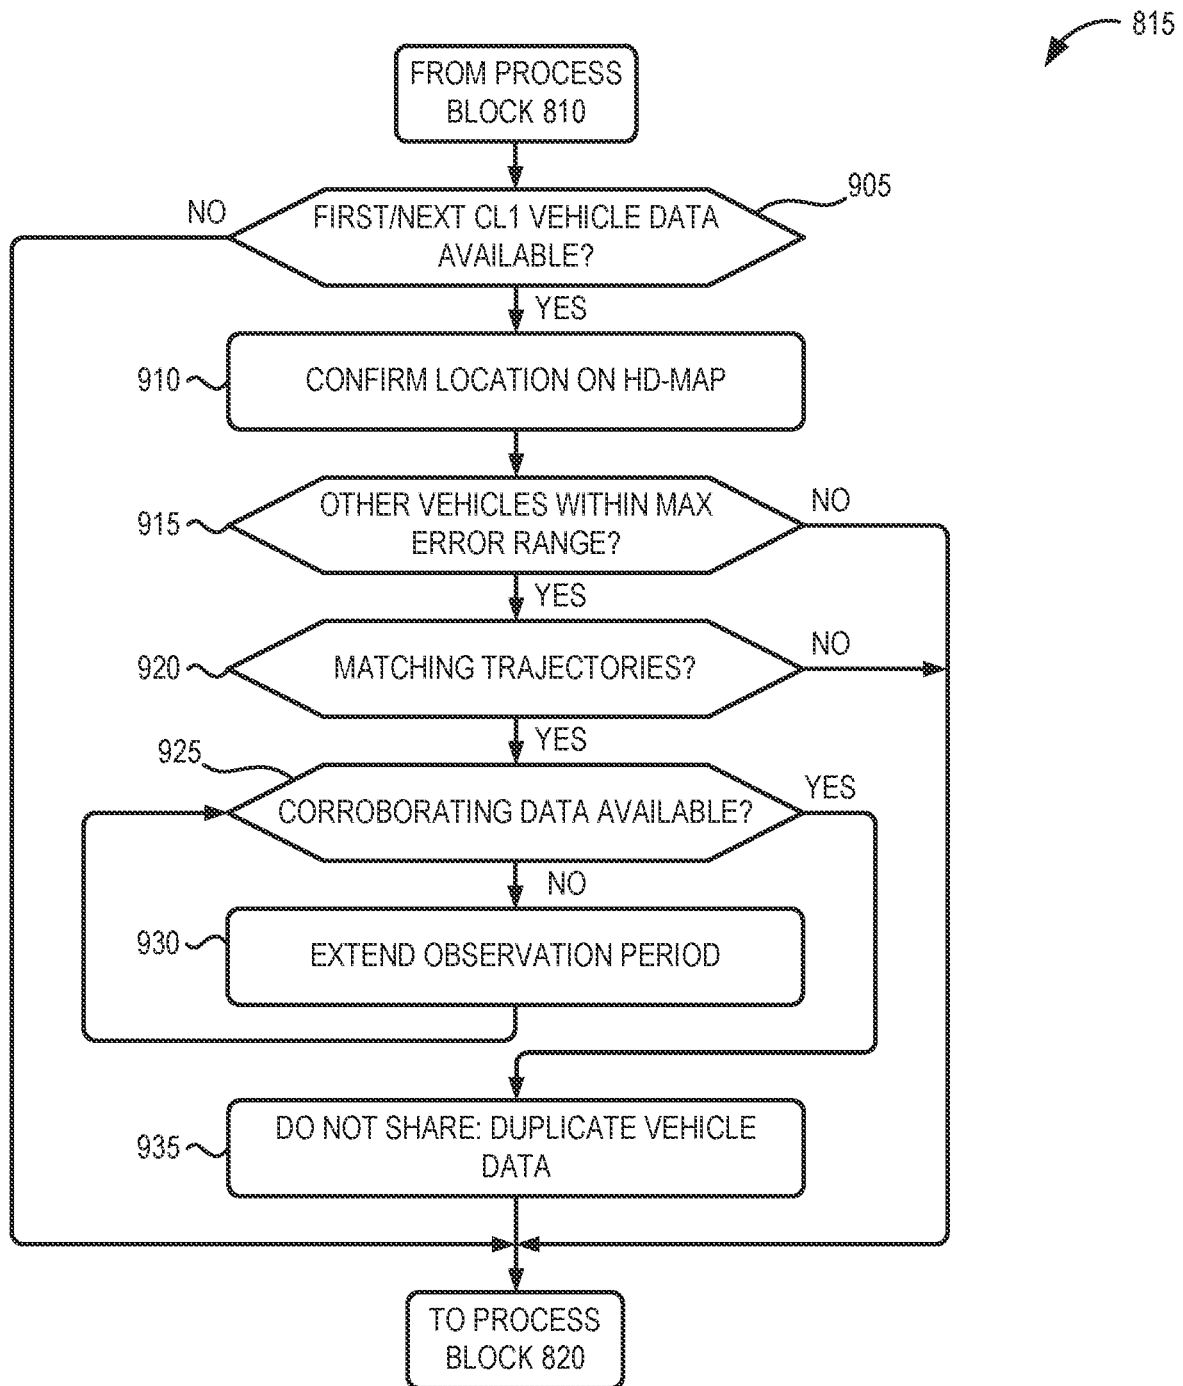 815
FROM PROCESS
BLOCK 810
905
NO
FIRST/NEXT CL1 VEHICLE DATA
AVAILABLE?
YES
910
CONFIRM LOCATION ON HD-MAP
915
OTHER VEHICLES WITHIN MAX
ERROR RANGE?
NO
YES
920
MATCHING TRAJECTORIES?
NO
YES
925
CORROBORATING DATA AVAILABLE?
YES
NO
930
EXTEND OBSERVATION PERIOD
935
DO NOT SHARE: DUPLICATE VEHICLE
DATA
TO PROCESS
BLOCK 820